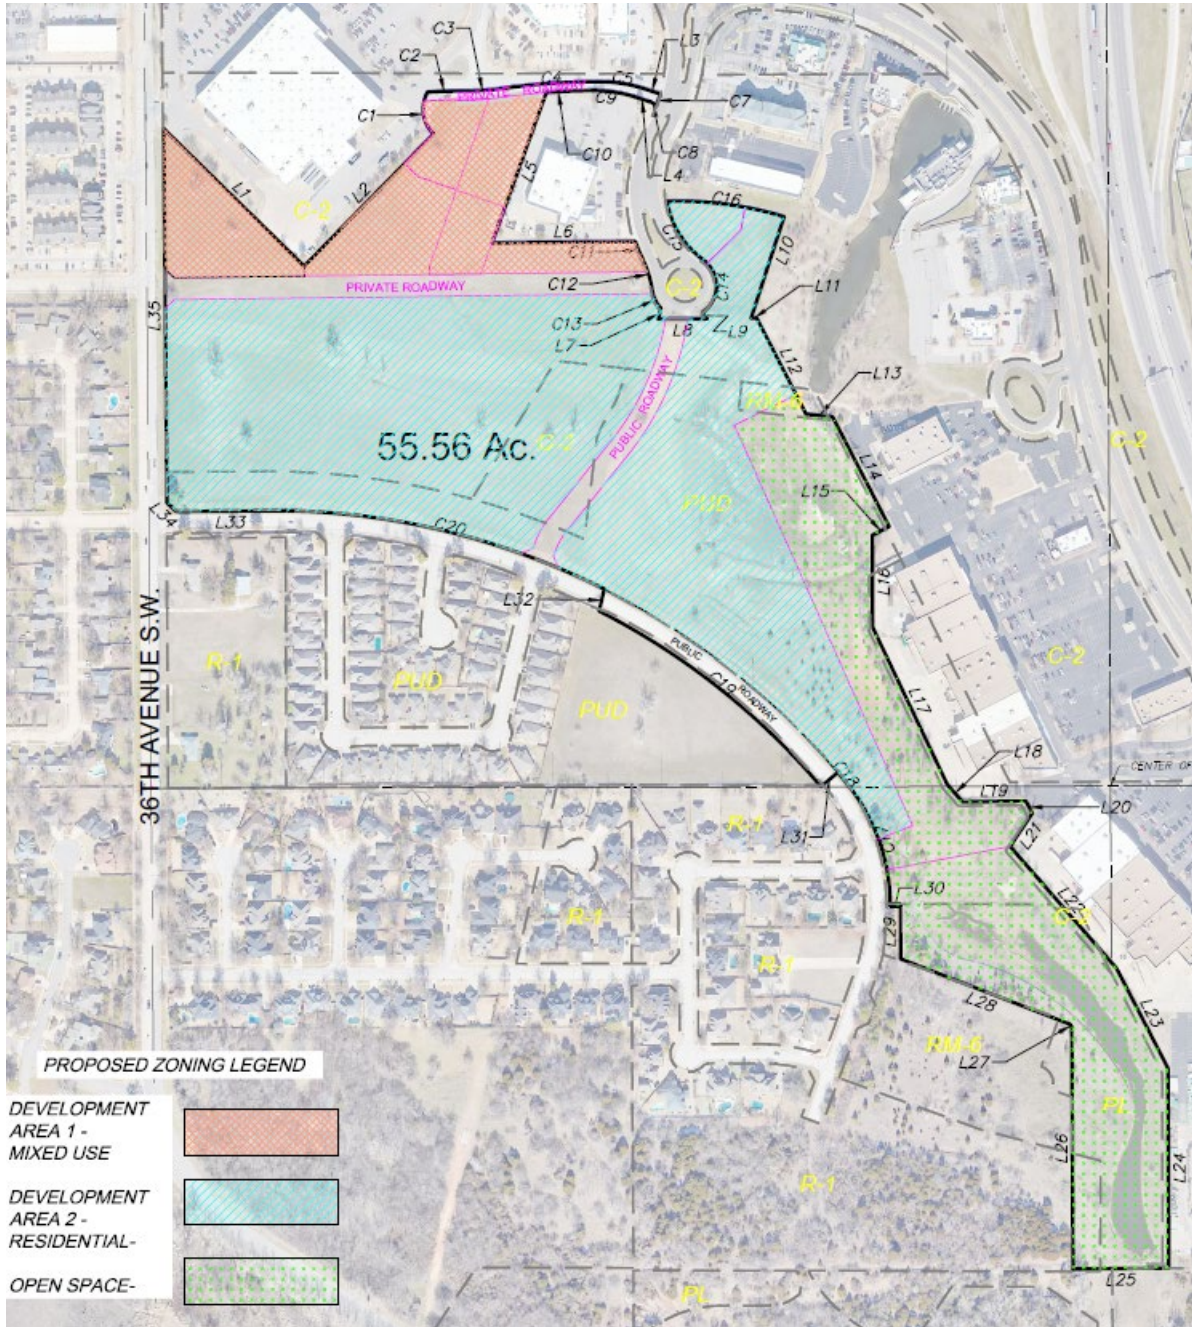 C3
L3
C2
C4
C5
PRIVATE ROADWAY
C9
C7
C1
C10
C8
L4
L5
L1
L2
C-2
C16
L6
C15
L10
C11
C12
PRIVATE ROADWAY
C-2
C14
L11
L35
C13
L8
L9
L7
L12
L13
PUBLIC ROADWAY
RM-6
C-2
55.56 Ac.
C-2
L14
PUD
L15
L34
L33
C20
L16
L32
36TH AVENUE S.W.
R-1
PUD
PUBLIC
ROADWAY
C19
PUD
C-2
L17
L18
CENTER OF
C18
L19
L20
R-1
L31
L21
L30
L22
C-2
R-1
L29
R-1
L28
L23
RM-6
L27
PROPOSED ZONING LEGEND
DEVELOPMENT
AREA 1 -
MIXED USE
PL
L26
L24
R-1
DEVELOPMENT
AREA 2 -
RESIDENTIAL-
OPEN SPACE-
L25
PL